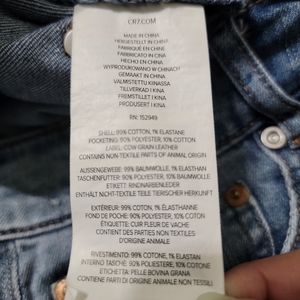 CR7.COM
MADE IN CHINA
HERGESTELLT IN CHINA
FABRIQUÉ EN CHINE
FABBRICATO IN CINA
HECHO EN CHINA
WYPRODUKOWANO W CHINACH
GEMAAKT IN CHINA
VALMISTETTU KIINASSA
TILLVERKAD I KINA
FREMSTILLET I KINA
PRODUSERT I KINA
RN: 152949
SHELL: 99% COTTON, 1% ELASTANE
POCKETING: 90% POLYESTER, 10% COTTON
LABEL: COW GRAIN LEATHER
CONTAINS NON TEXTILE PARTS OF ANIMAL ORIGIN
AUSSENGEWEBE: 99% BAUMWOLLE, 1% ELASTHAN
TASCHENFUTTER: 90% POLYESTER, 10% BAUMWOLLE
ETIKETT: RINDNARBENLEDER
ENTHÄLT NICHT-TEXTILE TEILE TIERISCHER HERKUNFT
EXTÉRIEUR: 99% COTON, 1% ÉLASTHANNE
FOND DE POCHE: 90% POLYESTER, 10% COTON
ÉTIQUETTE: CUIR FLEUR DE VACHE
CONTIENT DES PARTIES NON TEXTILES
D'ORIGINE ANIMALE
RIVESTIMENTO: 99% COTONE, 1% ELASTANE
INTERNO TASCHE: 90% POLIESTERE, 10% COTONE
ETICHETTA: PELLE BOVINA GRANA
CONTIENE PARTI DI ORIGINE ANIMALE NON TESSILI